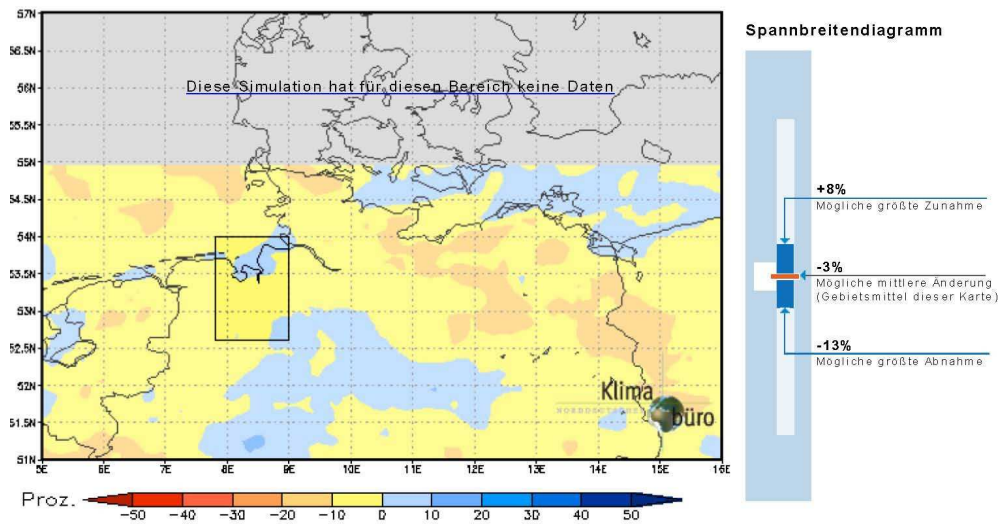 57N
56.5N
56N
55.5N
55N
54.5N
54N
53.5N
53N
52.5N
52N
51.5N
51N
5E 6E 7E 8E 9E 10E 11E 12E 13E 14E 15E 16E
Diese Simulation hat für diesen Bereich keine Daten
Klima
NORDDEUTSCHES
büro
Proz.
-50 -40 -30 -20 -10 0 10 20 30 40 50
Spannbreitendiagramm
+8%
Mögliche größte Zunahme
-3%
Mögliche mittlere Änderung
(Gebietsmittel dieser Karte)
-13%
Mögliche größte Abnahme